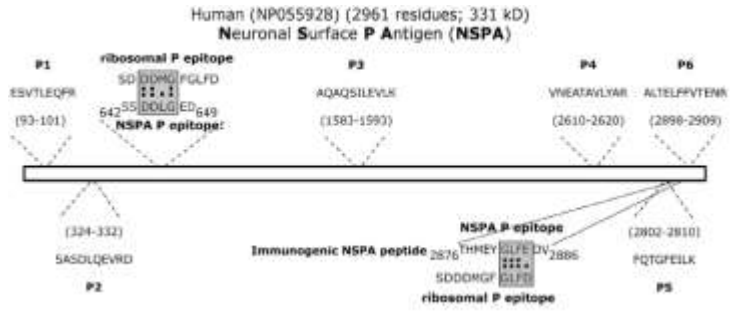 Human (NP055928) (2961 residues; 331 kD)
Neuronal Surface P Antigen (NSPA)
P1
ESVTLEQFR
(93-101)
ribosomal P epitope
SD DDMG FGLFD
642 SS DDLG ED 649
NSPA P epitope:
P3
AQAQSILEVLK
(1583-1593)
P4
VNEATAVLYAR
(2610-2620)
P6
ALTELFFVTENR
(2898-2909)
(324-332)
SASDLQEVRD
P2
NSPA P epitope
Immunogenic NSPA peptide 2876 THMEY GLFE DV 2886
SDDDMGF GLFD
ribosomal P epitope
(2802-2810)
FQTGFEILK
P5